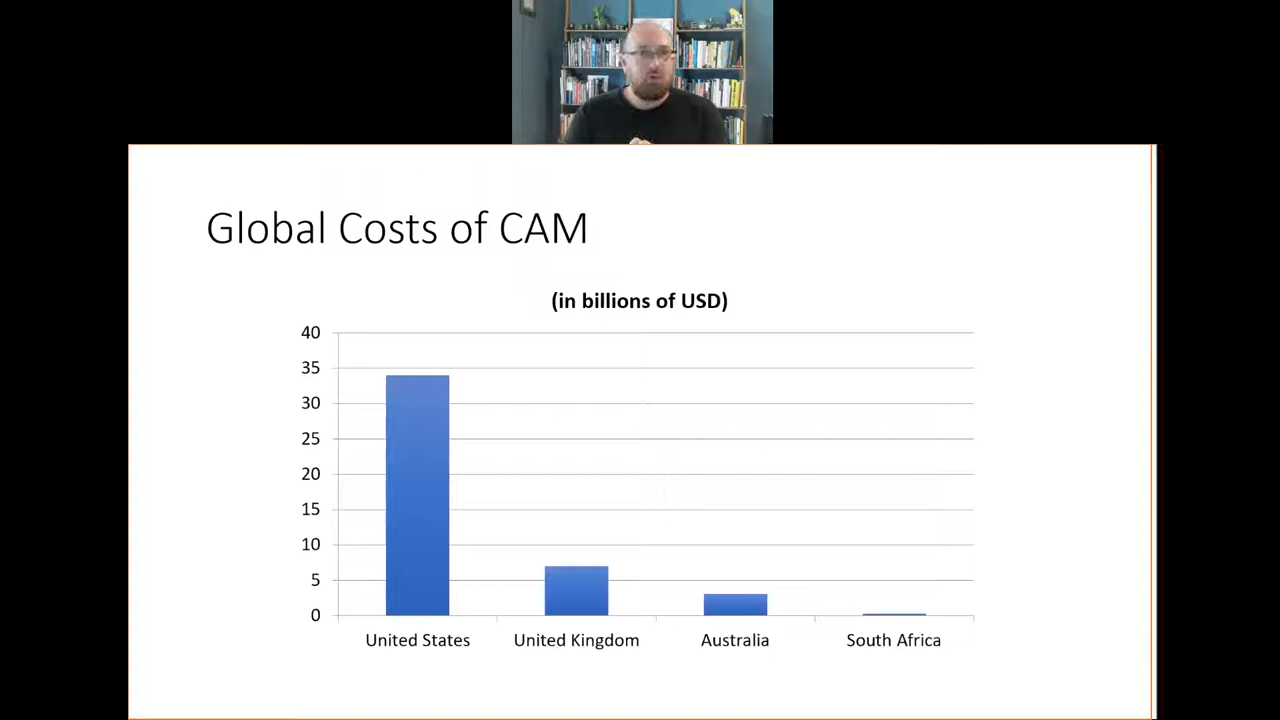 Global Costs of CAM
(in billions of USD)
40
35
30
25
20
15
10
5
0
United States
United Kingdom
Australia
South Africa